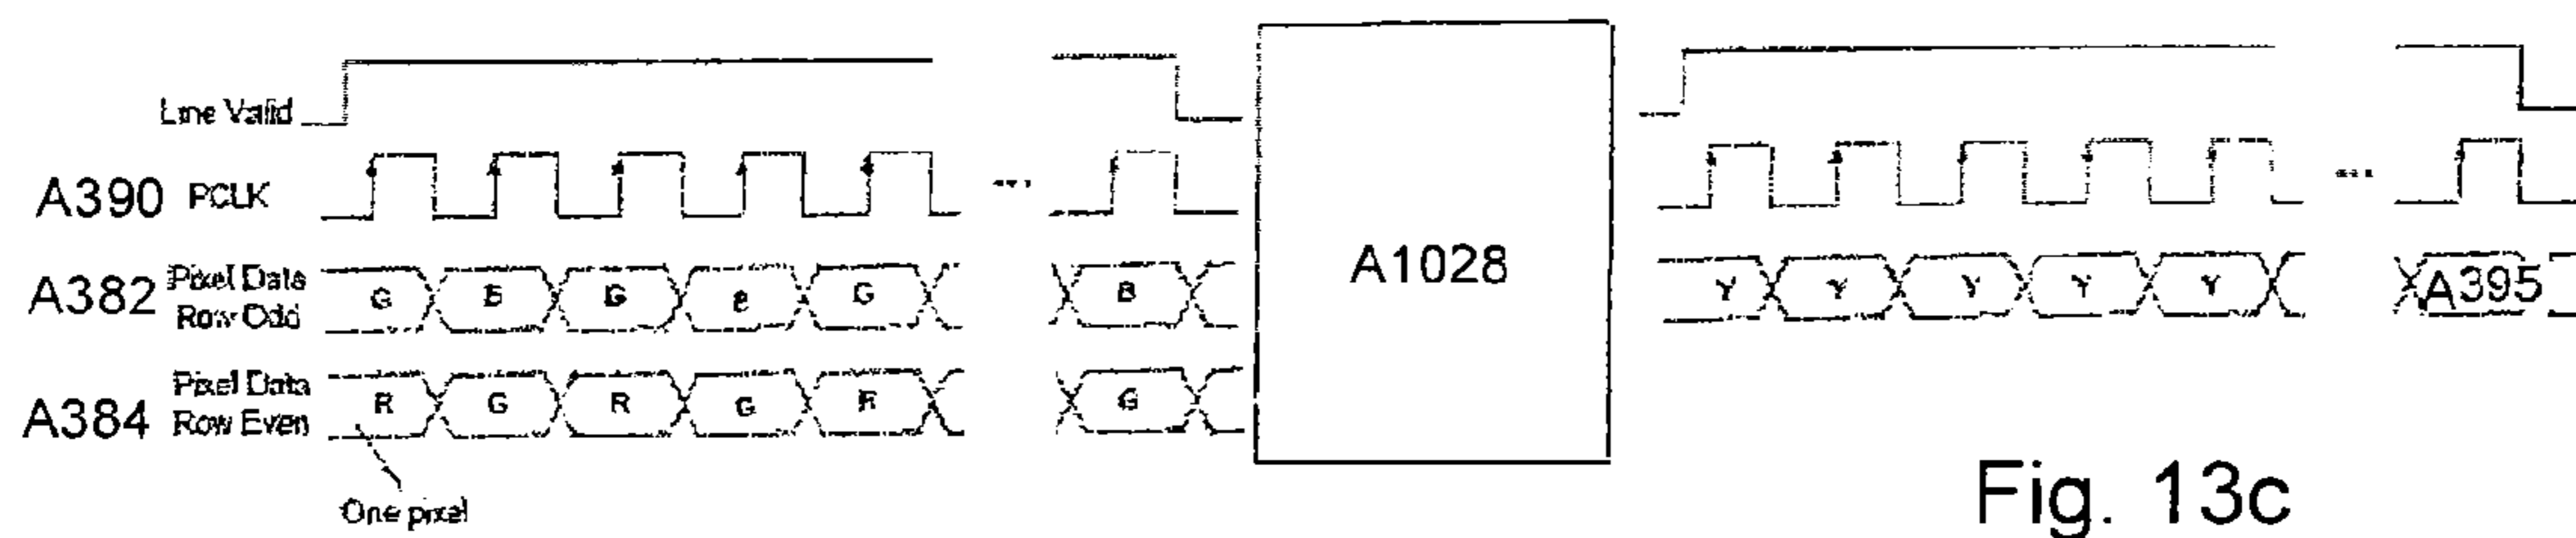 Line Valid
A390 PCLK ... ...
A382 Pixel Data Row Odd G B G B G B Y Y Y Y Y A395
A384 Pixel Data Row Even R G R G R G
A1028
One pixel
Fig. 13c